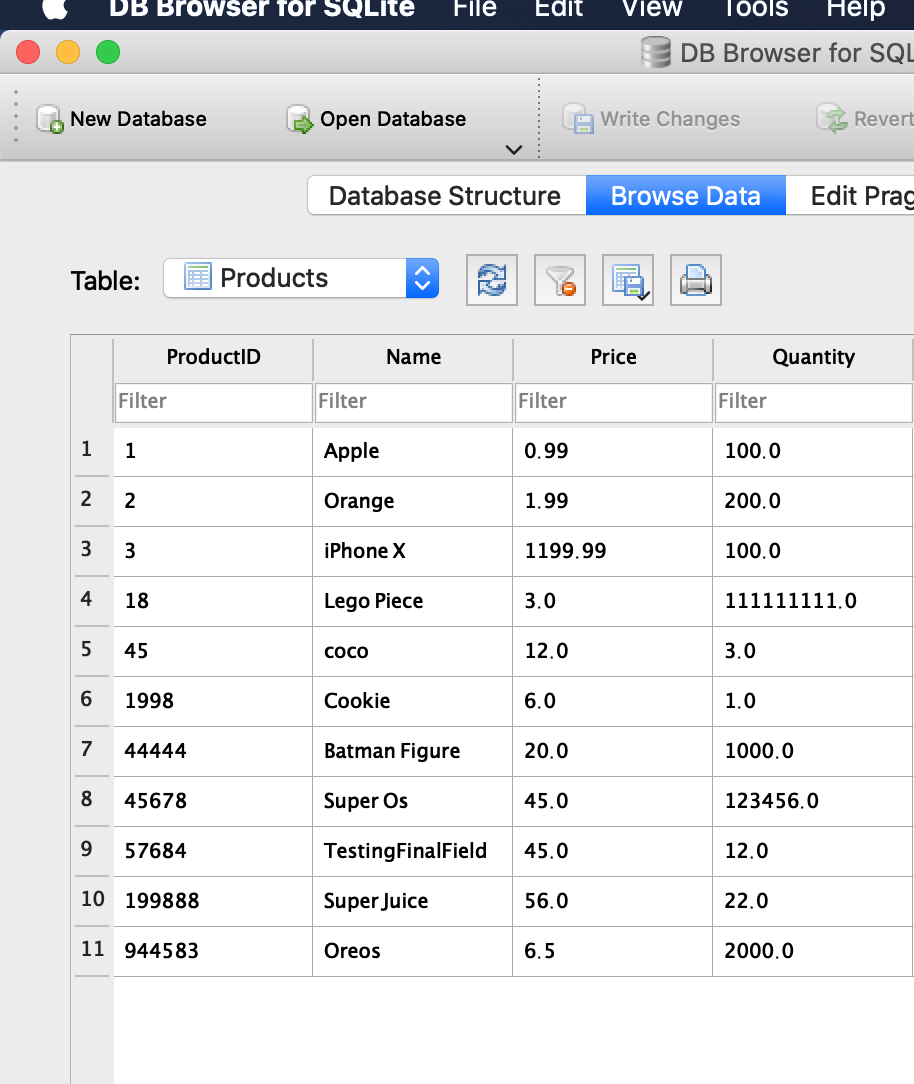 DB Browser for SQLite File Edit View Tools Help
DB Browser for SQL
New Database Open Database Write Changes Revert
Database Structure Browse Data Edit Prag
Table: Products
ProductID Name Price Quantity
Filter Filter Filter Filter
1 1 Apple 0.99 100.0
2 2 Orange 1.99 200.0
3 3 iPhone X 1199.99 100.0
4 18 Lego Piece 3.0 111111111.0
5 45 coco 12.0 3.0
6 1998 Cookie 6.0 1.0
7 44444 Batman Figure 20.0 1000.0
8 45678 Super Os 45.0 123456.0
9 57684 TestingFinalField 45.0 12.0
10 199888 Super Juice 56.0 22.0
11 944583 Oreos 6.5 2000.0